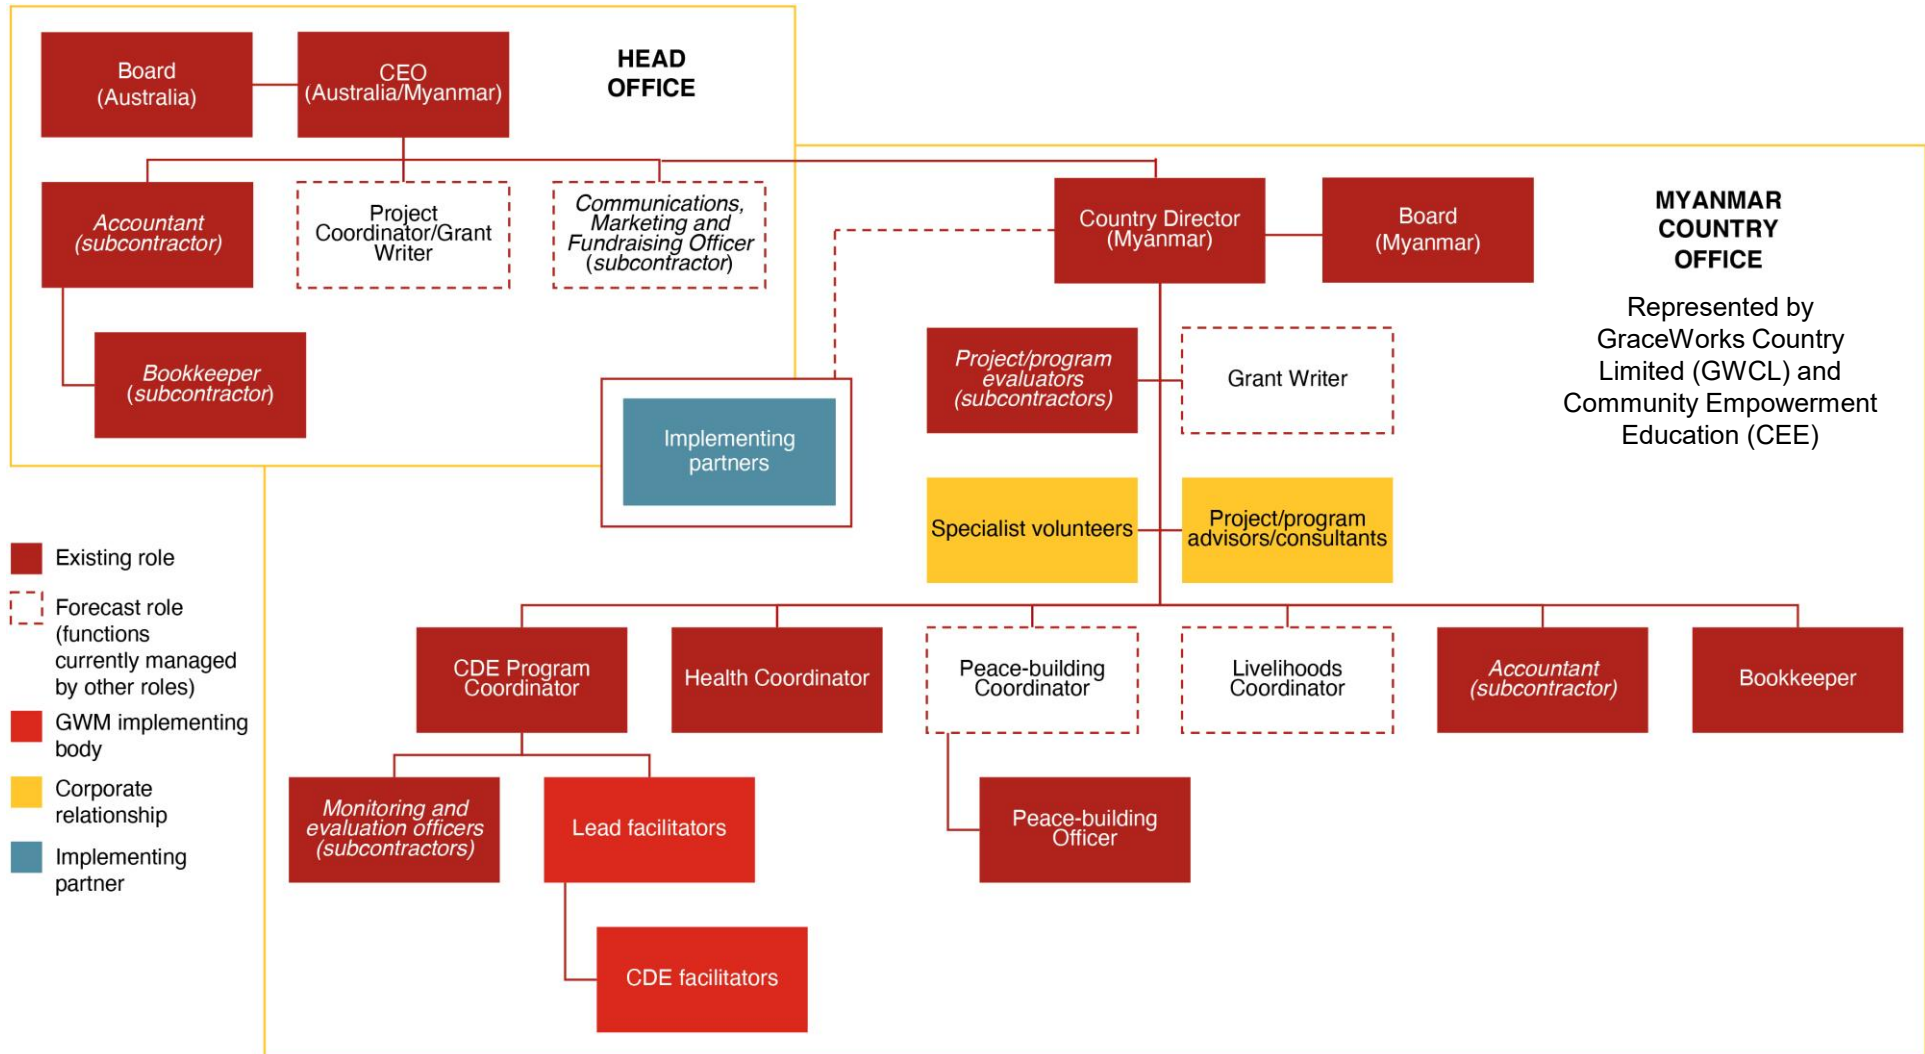 HEAD
OFFICE
Board
(Australia)
CEO
(Australia/Myanmar)
Accountant
(subcontractor)
Project
Coordinator/Grant
Writer
Communications,
Marketing and
Fundraising Officer
(subcontractor)
Bookkeeper
(subcontractor)
MYANMAR
COUNTRY
OFFICE
Represented by
GraceWorks Country
Limited (GWCL) and
Community Empowerment
Education (CEE)
Country Director
(Myanmar)
Board
(Myanmar)
Project/program
evaluators
(subcontractors)
Grant Writer
Implementing
partners
Specialist volunteers
Project/program
advisors/consultants
CDE Program
Coordinator
Health Coordinator
Peace-building
Coordinator
Livelihoods
Coordinator
Accountant
(subcontractor)
Bookkeeper
Monitoring and
evaluation officers
(subcontractors)
Lead facilitators
Peace-building
Officer
CDE facilitators
Existing role
Forecast role
(functions
currently managed
by other roles)
GWM implementing
body
Corporate
relationship
Implementing
partner